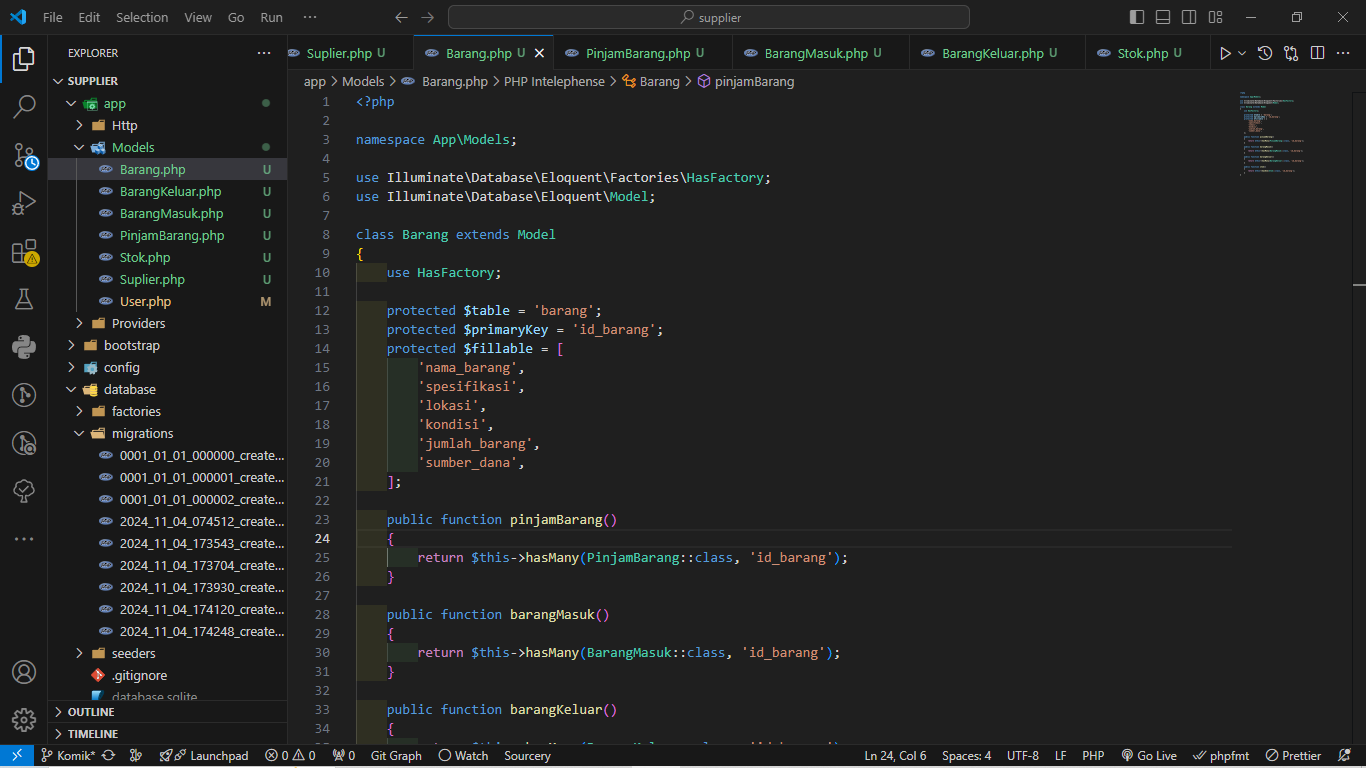 File Edit Selection View Go Run ··· supplier
EXPLORER ···
SUPPLIER
app
Http
Models
Barang.php U
BarangKeluar.php U
BarangMasuk.php U
PinjamBarang.php U
Stok.php U
Suplier.php U
User.php M
Providers
bootstrap
config
database
factories
migrations
0001_01_01_000000_create...
0001_01_01_000001_create...
0001_01_01_000002_create...
2024_11_04_074512_create...
2024_11_04_173543_create...
2024_11_04_173704_create...
2024_11_04_173930_create...
2024_11_04_174120_create...
2024_11_04_174248_create...
seeders
.gitignore
database.sqlite
OUTLINE
TIMELINE
Suplier.php U Barang.php U PinjamBarang.php U BarangMasuk.php U BarangKeluar.php U Stok.php U
app > Models > Barang.php > PHP Intelephense > Barang > pinjamBarang
1 <?php
2
3 namespace App\Models;
4
5 use Illuminate\Database\Eloquent\Factories\HasFactory;
6 use Illuminate\Database\Eloquent\Model;
7
8 class Barang extends Model
9 {
10     use HasFactory;
11
12     protected $table = 'barang';
13     protected $primaryKey = 'id_barang';
14     protected $fillable = [
15         'nama_barang',
16         'spesifikasi',
17         'lokasi',
18         'kondisi',
19         'jumlah_barang',
20         'sumber_dana',
21     ];
22
23     public function pinjamBarang()
24     {
25         return $this->hasMany(PinjamBarang::class, 'id_barang');
26     }
27
28     public function barangMasuk()
29     {
30         return $this->hasMany(BarangMasuk::class, 'id_barang');
31     }
32
33     public function barangKeluar()
34     {
Komik* Launchpad 0 0 0 Git Graph Watch Sourcery Ln 24, Col 6 Spaces: 4 UTF-8 LF PHP Go Live phpfmt Prettier